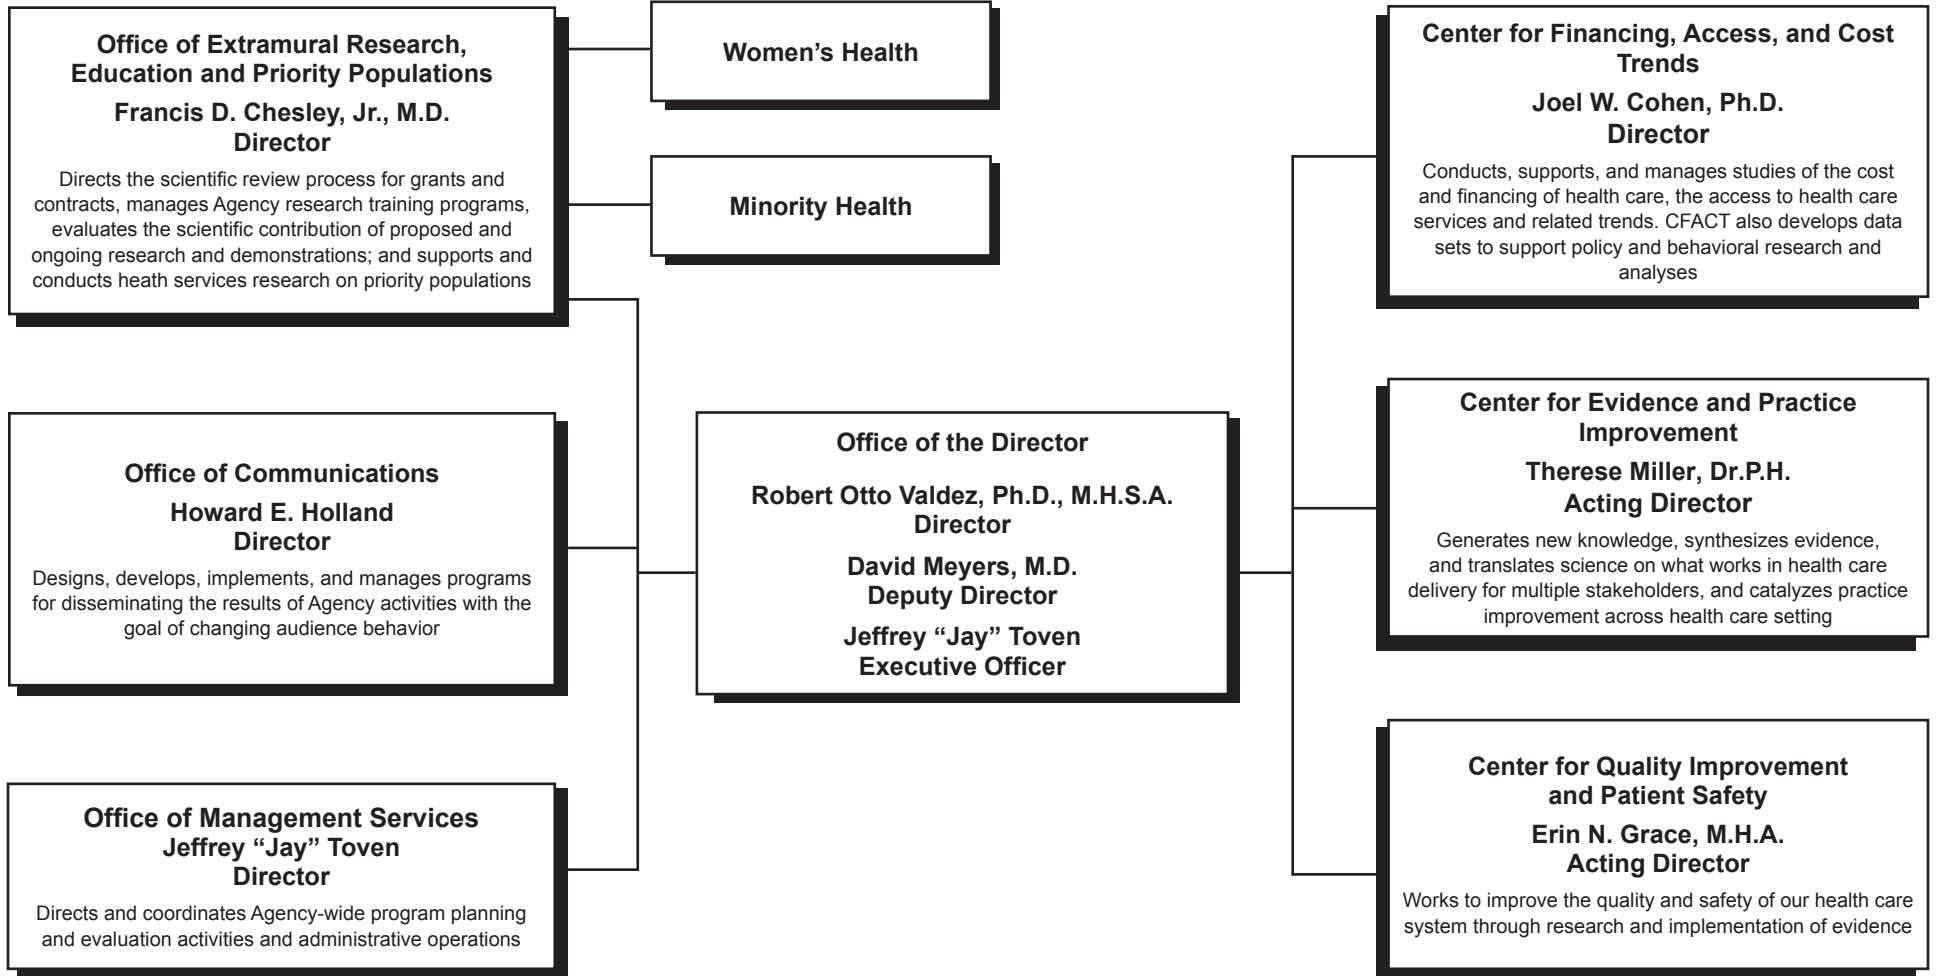 Office of Extramural Research,
Education and Priority Populations
Francis D. Chesley, Jr., M.D.
Director
Directs the scientific review process for grants and
contracts, manages Agency research training programs,
evaluates the scientific contribution of proposed and
ongoing research and demonstrations; and supports and
conducts heath services research on priority populations
Women’s Health
Minority Health
Office of Communications
Howard E. Holland
Director
Designs, develops, implements, and manages programs
for disseminating the results of Agency activities with the
goal of changing audience behavior
Office of Management Services
Jeffrey “Jay” Toven
Director
Directs and coordinates Agency-wide program planning
and evaluation activities and administrative operations
Office of the Director
Robert Otto Valdez, Ph.D., M.H.S.A.
Director
David Meyers, M.D.
Deputy Director
Jeffrey “Jay” Toven
Executive Officer
Center for Financing, Access, and Cost
Trends
Joel W. Cohen, Ph.D.
Director
Conducts, supports, and manages studies of the cost
and financing of health care, the access to health care
services and related trends. CFACT also develops data
sets to support policy and behavioral research and
analyses
Center for Evidence and Practice
Improvement
Therese Miller, Dr.P.H.
Acting Director
Generates new knowledge, synthesizes evidence,
and translates science on what works in health care
delivery for multiple stakeholders, and catalyzes practice
improvement across health care setting
Center for Quality Improvement
and Patient Safety
Erin N. Grace, M.H.A.
Acting Director
Works to improve the quality and safety of our health care
system through research and implementation of evidence